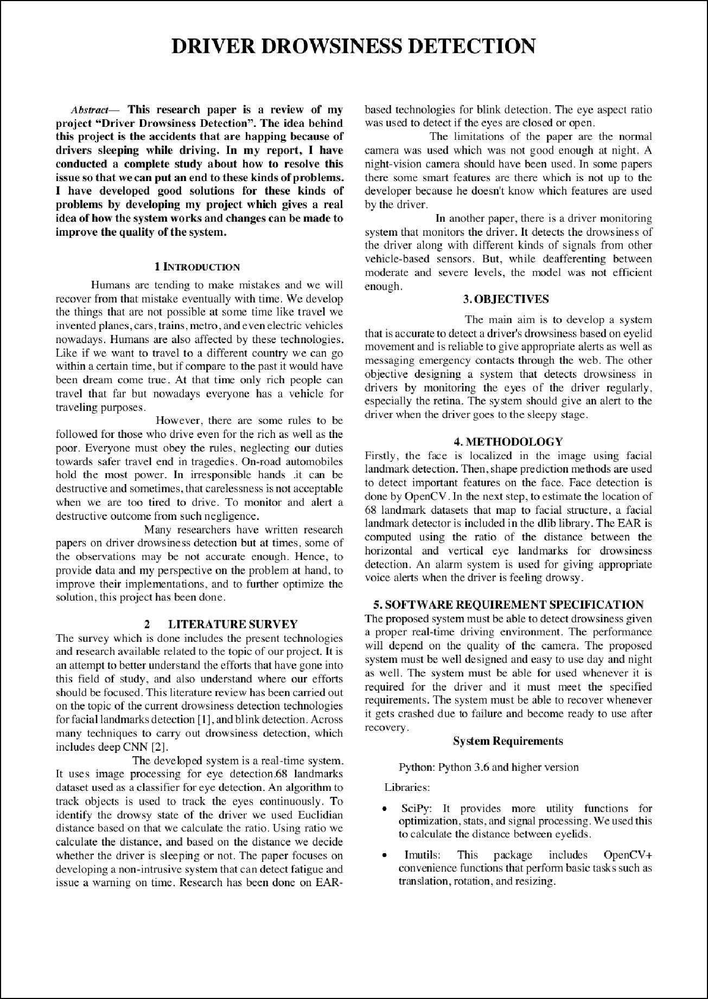 DRIVER DROWSINESS DETECTION
Abstract— This research paper is a review of my
project “Driver Drowsiness Detection”. The idea behind
this project is the accidents that are happing because of
drivers sleeping while driving. In my report, I have
conducted a complete study about how to resolve this
issue so that we can put an end to these kinds of problems.
I have developed good solutions for these kinds of
problems by developing my project which gives a real
idea of how the system works and changes can be made to
improve the quality of the system.
1 INTRODUCTION
Humans are tending to make mistakes and we will
recover from that mistake eventually with time. We develop
the things that are not possible at some time like travel we
invented planes, cars, trains, metro, and even electric vehicles
nowadays. Humans are also affected by these technologies.
Like if we want to travel to a different country we can go
within a certain time, but if compare to the past it would have
been dream come true. At that time only rich people can
travel that far but nowadays everyone has a vehicle for
traveling purposes.
However, there are some rules to be
followed for those who drive even for the rich as well as the
poor. Everyone must obey the rules, neglecting our duties
towards safer travel end in tragedies. On-road automobiles
hold the most power. In irresponsible hands .it can be
destructive and sometimes, that carelessness is not acceptable
when we are too tired to drive. To monitor and alert a
destructive outcome from such negligence.
Many researchers have written research
papers on driver drowsiness detection but at times, some of
the observations may be not accurate enough. Hence, to
provide data and my perspective on the problem at hand, to
improve their implementations, and to further optimize the
solution, this project has been done.
2 LITERATURE SURVEY
The survey which is done includes the present technologies
and research available related to the topic of our project. It is
an attempt to better understand the efforts that have gone into
this field of study, and also understand where our efforts
should be focused. This literature review has been carried out
on the topic of the current drowsiness detection technologies
for facial landmarks detection [1], and blink detection. Across
many techniques to carry out drowsiness detection, which
includes deep CNN [2].
The developed system is a real-time system.
It uses image processing for eye detection.68 landmarks
dataset used as a classifier for eye detection. An algorithm to
track objects is used to track the eyes continuously. To
identify the drowsy state of the driver we used Euclidian
distance based on that we calculate the ratio. Using ratio we
calculate the distance, and based on the distance we decide
whether the driver is sleeping or not. The paper focuses on
developing a non-intrusive system that can detect fatigue and
issue a warning on time. Research has been done on EAR-
based technologies for blink detection. The eye aspect ratio
was used to detect if the eyes are closed or open.
The limitations of the paper are the normal
camera was used which was not good enough at night. A
night-vision camera should have been used. In some papers
there some smart features are there which is not up to the
developer because he doesn't know which features are used
by the driver.
In another paper, there is a driver monitoring
system that monitors the driver. It detects the drowsiness of
the driver along with different kinds of signals from other
vehicle-based sensors. But, while deafferenting between
moderate and severe levels, the model was not efficient
enough.
3. OBJECTIVES
The main aim is to develop a system
that is accurate to detect a driver's drowsiness based on eyelid
movement and is reliable to give appropriate alerts as well as
messaging emergency contacts through the web. The other
objective designing a system that detects drowsiness in
drivers by monitoring the eyes of the driver regularly,
especially the retina. The system should give an alert to the
driver when the driver goes to the sleepy stage.
4. METHODOLOGY
Firstly, the face is localized in the image using facial
landmark detection. Then, shape prediction methods are used
to detect important features on the face. Face detection is
done by OpenCV. In the next step, to estimate the location of
68 landmark datasets that map to facial structure, a facial
landmark detector is included in the dlib library. The EAR is
computed using the ratio of the distance between the
horizontal and vertical eye landmarks for drowsiness
detection. An alarm system is used for giving appropriate
voice alerts when the driver is feeling drowsy.
5. SOFTWARE REQUIREMENT SPECIFICATION
The proposed system must be able to detect drowsiness given
a proper real-time driving environment. The performance
will depend on the quality of the camera. The proposed
system must be well designed and easy to use day and night
as well. The system must be able for used whenever it is
required for the driver and it must meet the specified
requirements. The system must be able to recover whenever
it gets crashed due to failure and become ready to use after
recovery.
System Requirements
Python: Python 3.6 and higher version
Libraries:
• SciPy: It provides more utility functions for
optimization, stats, and signal processing. We used this
to calculate the distance between eyelids.
• Imutils: This package includes OpenCV+
convenience functions that perform basic tasks such as
translation, rotation, and resizing.